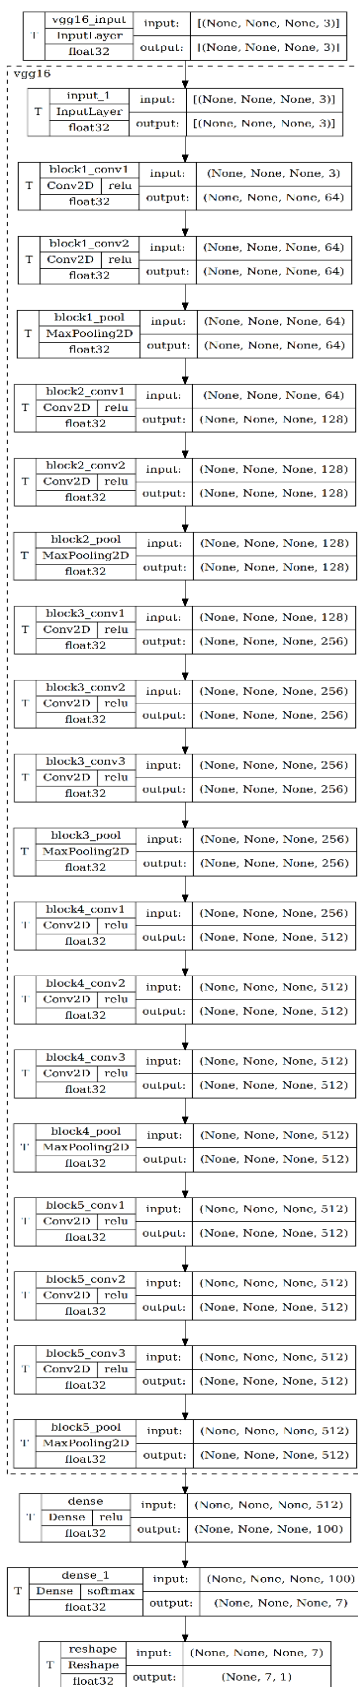 T vgg16_input input: [(None, None, None, 3)]
InputLayer
float32 output: [(None, None, None, 3)]
vgg16
T input_1 input: [(None, None, None, 3)]
InputLayer
float32 output: [(None, None, None, 3)]
T block1_conv1 input: (None, None, None, 3)
Conv2D relu
float32 output: (None, None, None, 64)
T block1_conv2 input: (None, None, None, 64)
Conv2D relu
float32 output: (None, None, None, 64)
T block1_pool input: (None, None, None, 64)
MaxPooling2D
float32 output: (None, None, None, 64)
T block2_conv1 input: (None, None, None, 64)
Conv2D relu
float32 output: (None, None, None, 128)
T block2_conv2 input: (None, None, None, 128)
Conv2D relu
float32 output: (None, None, None, 128)
T block2_pool input: (None, None, None, 128)
MaxPooling2D
float32 output: (None, None, None, 128)
T block3_conv1 input: (None, None, None, 128)
Conv2D relu
float32 output: (None, None, None, 256)
T block3_conv2 input: (None, None, None, 256)
Conv2D relu
float32 output: (None, None, None, 256)
T block3_conv3 input: (None, None, None, 256)
Conv2D relu
float32 output: (None, None, None, 256)
T block3_pool input: (None, None, None, 256)
MaxPooling2D
float32 output: (None, None, None, 256)
T block4_conv1 input: (None, None, None, 256)
Conv2D relu
float32 output: (None, None, None, 512)
T block4_conv2 input: (None, None, None, 512)
Conv2D relu
float32 output: (None, None, None, 512)
T block4_conv3 input: (None, None, None, 512)
Conv2D relu
float32 output: (None, None, None, 512)
T block4_pool input: (None, None, None, 512)
MaxPooling2D
float32 output: (None, None, None, 512)
T block5_conv1 input: (None, None, None, 512)
Conv2D relu
float32 output: (None, None, None, 512)
T block5_conv2 input: (None, None, None, 512)
Conv2D relu
float32 output: (None, None, None, 512)
T block5_conv3 input: (None, None, None, 512)
Conv2D relu
float32 output: (None, None, None, 512)
T block5_pool input: (None, None, None, 512)
MaxPooling2D
float32 output: (None, None, None, 512)
T dense input: (None, None, None, 512)
Dense relu
float32 output: (None, None, None, 100)
T dense_1 input: (None, None, None, 100)
Dense softmax
float32 output: (None, None, None, 7)
T reshape input: (None, None, None, 7)
Reshape
float32 output: (None, 7, 1)